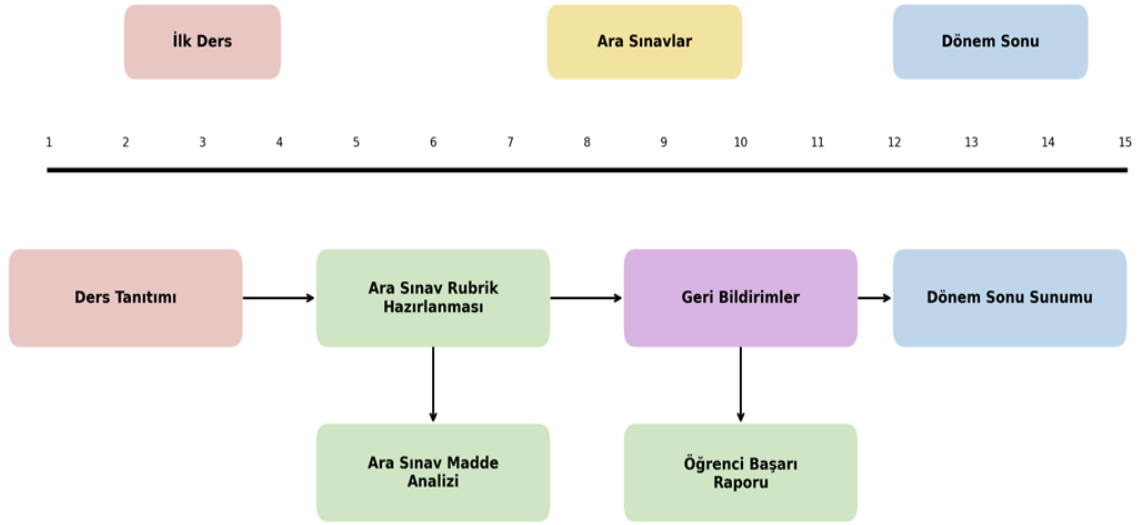 İlk Ders
Ara Sınavlar
Dönem Sonu
1 2 3 4 5 6 7 8 9 10 11 12 13 14 15
Ders Tanıtımı
Ara Sınav Rubrik
Hazırlanması
Geri Bildirimler
Dönem Sonu Sunumu
Ara Sınav Madde
Analizi
Öğrenci Başarı
Raporu